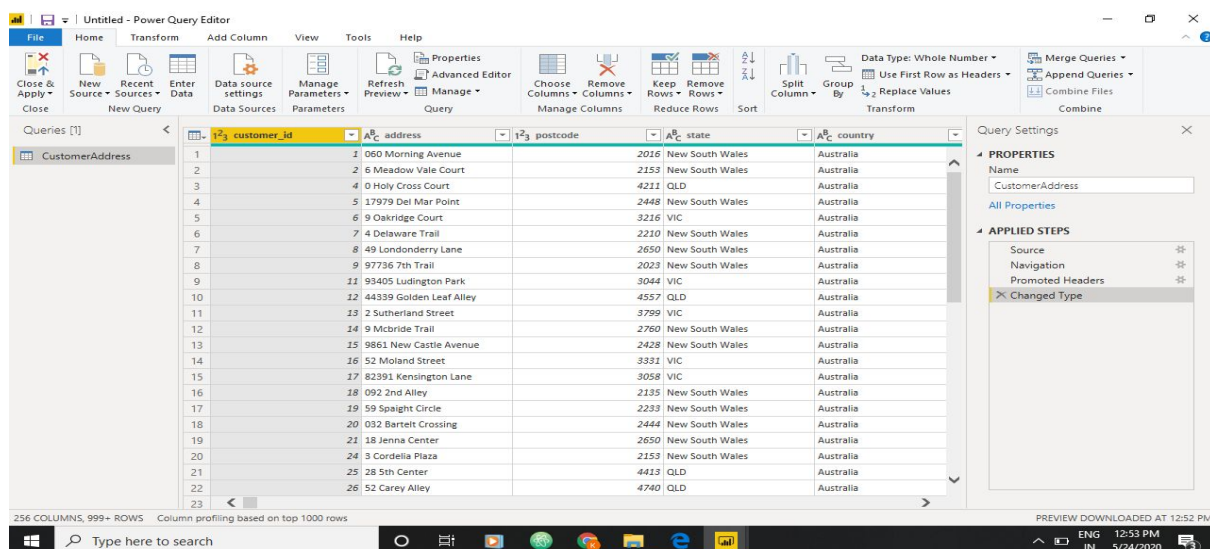 Untitled - Power Query Editor
File Home Transform Add Column View Tools Help
Close & Apply New Source Recent Sources Enter Data Data source settings Manage Parameters Refresh Preview Properties Advanced Editor Manage Choose Columns Remove Columns Keep Rows Remove Rows Split Column Group By Data Type: Whole Number Use First Row as Headers Replace Values Merge Queries Append Queries Combine Files
Close New Query Data Sources Parameters Query Manage Columns Reduce Rows Sort Transform Combine
Queries [1]
CustomerAddress
customer_id address postcode state country
1 1 060 Morning Avenue 2016 New South Wales Australia
2 2 6 Meadow Vale Court 2153 New South Wales Australia
3 4 0 Holy Cross Court 4211 QLD Australia
4 5 17979 Del Mar Point 2448 New South Wales Australia
5 6 9 Oakridge Court 3216 VIC Australia
6 7 4 Delaware Trail 2210 New South Wales Australia
7 8 49 Londonderry Lane 2650 New South Wales Australia
8 9 97736 7th Trail 2023 New South Wales Australia
9 11 93405 Ludington Park 3044 VIC Australia
10 12 44339 Golden Leaf Alley 4557 QLD Australia
11 13 2 Sutherland Street 3799 VIC Australia
12 14 9 Mcbride Trail 2760 New South Wales Australia
13 15 9861 New Castle Avenue 2428 New South Wales Australia
14 16 52 Moland Street 3331 VIC Australia
15 17 82391 Kensington Lane 3058 VIC Australia
16 18 092 2nd Alley 2135 New South Wales Australia
17 19 59 Spaight Circle 2233 New South Wales Australia
18 20 032 Bartelt Crossing 2444 New South Wales Australia
19 21 18 Jenna Center 2650 New South Wales Australia
20 24 3 Cordelia Plaza 2153 New South Wales Australia
21 25 28 5th Center 4413 QLD Australia
22 26 52 Carey Alley 4740 QLD Australia
23
Query Settings
PROPERTIES
Name
CustomerAddress
All Properties
APPLIED STEPS
Source
Navigation
Promoted Headers
Changed Type
256 COLUMNS, 999+ ROWS Column profiling based on top 1000 rows PREVIEW DOWNLOADED AT 12:52 PM
Type here to search ENG 12:53 PM
IN 5/24/2020